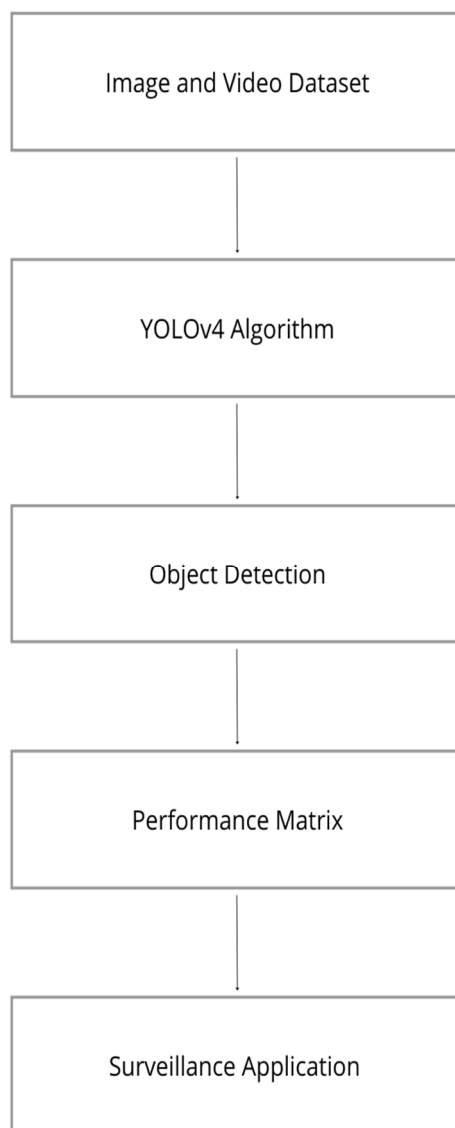 Image and Video Dataset
YOLOv4 Algorithm
Object Detection
Performance Matrix
Surveillance Application